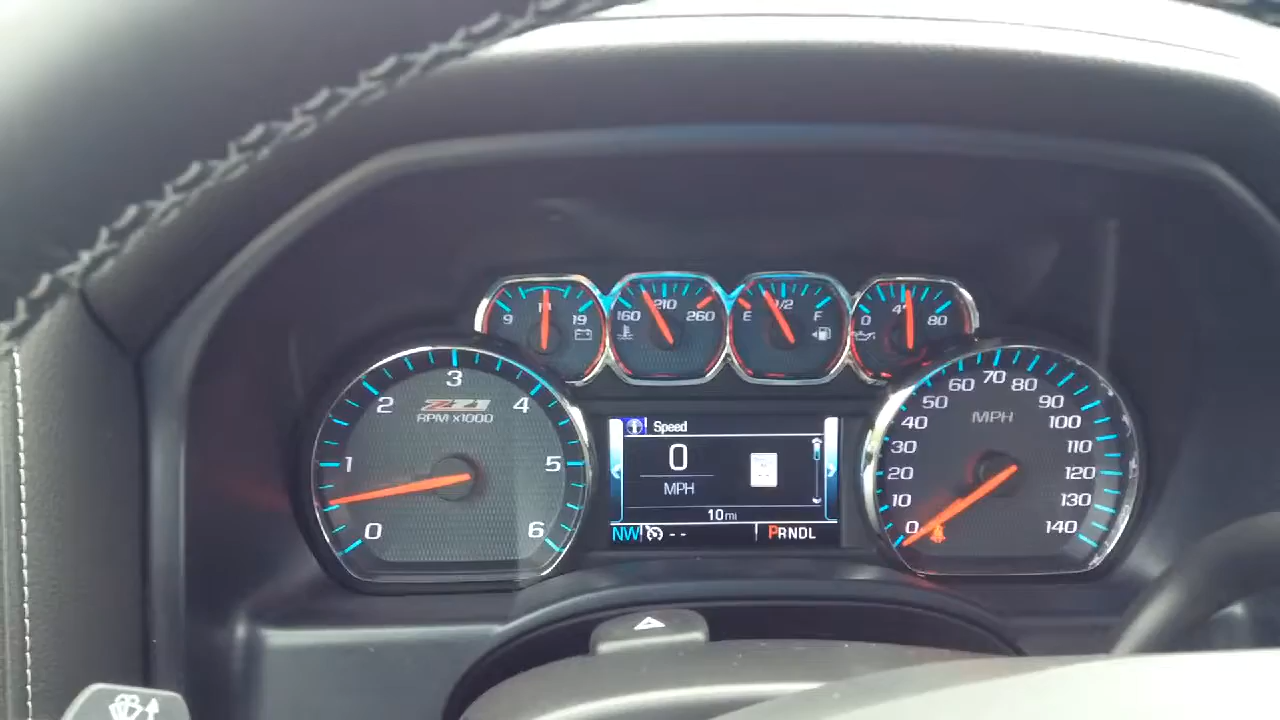 9 19
160 210 260
E 1/2 F
0 80
3
2 4
Z71
RPM x1000
1 5
0 6
Speed
0
MPH
10 mi
NW --
PRNDL
70
60 80
50 90
MPH
40 100
30 110
20 120
10 130
0 140